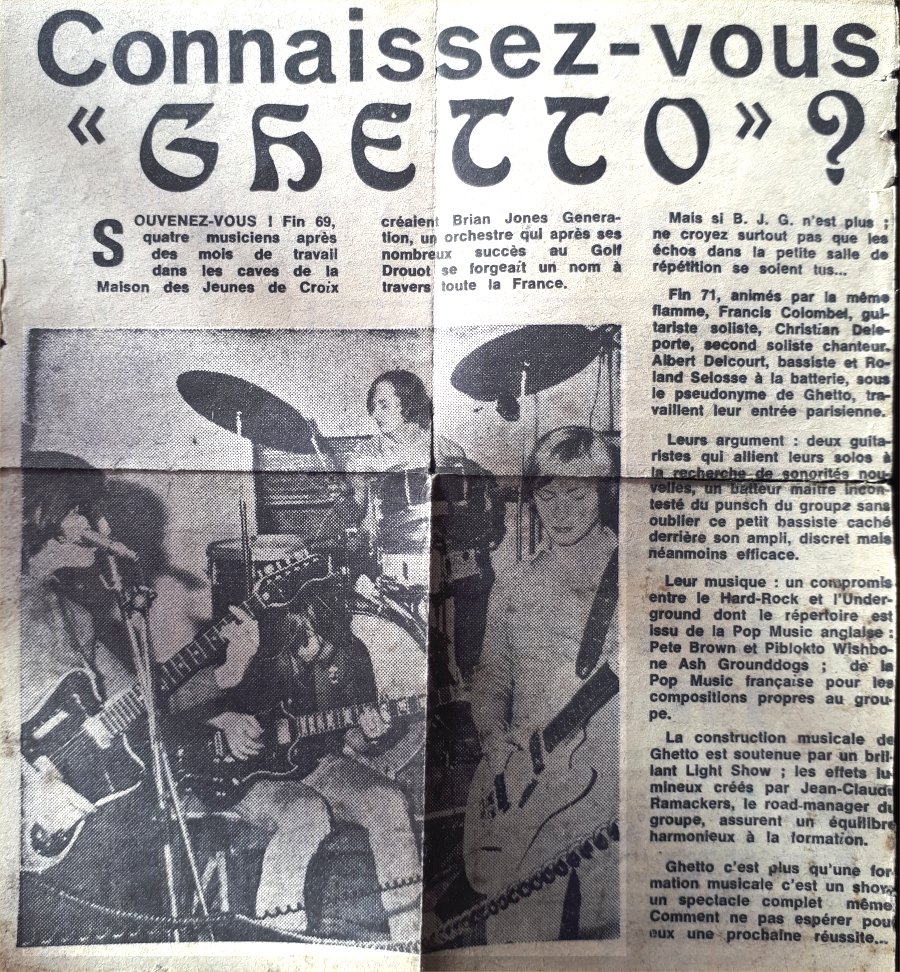 Connaissez-vous
« GHETTO » ?
SOUVENEZ-VOUS ! Fin 69,
quatre musiciens après
des mois de travail
dans les caves de la
Maison des Jeunes de Croix
créaient Brian Jones Genera-
tion, un orchestre qui après ses
nombreux succès au Golf
Drouot se forgeait un nom à
travers toute la France.
Mais si B. J. G. n'est plus ;
ne croyez surtout pas que les
échos dans la petite salle de
répétition se soient tus...
Fin 71, animés par la même
flamme, Francis Colombel, gui-
tariste soliste, Christian Dele-
porte, second soliste chanteur,
Albert Delcourt, bassiste et Ro-
land Selosse à la batterie, sous
le pseudonyme de Ghetto, tra-
vaillent leur entrée parisienne.
Leurs argument : deux guita-
ristes qui allient leurs solos à
la recherche de sonorités nou-
velles, un batteur maître incon-
testé du punsch du groupe sans
oublier ce petit bassiste caché
derrière son ampli, discret mais
néanmoins efficace.
Leur musique : un compromis
entre le Hard-Rock et l'Under-
ground dont le répertoire est
issu de la Pop Music anglaise :
Pete Brown et Piblokto Wishbo-
ne Ash Grounddogs ; de la
Pop Music française pour les
compositions propres au grou-
pe.
La construction musicale de
Ghetto est soutenue par un bril-
lant Light Show ; les effets lu-
mineux créés par Jean-Claude
Ramackers, le road-manager du
groupe, assurent un équilibre
harmonieux à la formation.
Ghetto c'est plus qu'une for-
mation musicale c'est un show,
un spectacle complet même.
Comment ne pas espérer pour
eux une prochaine réussite...